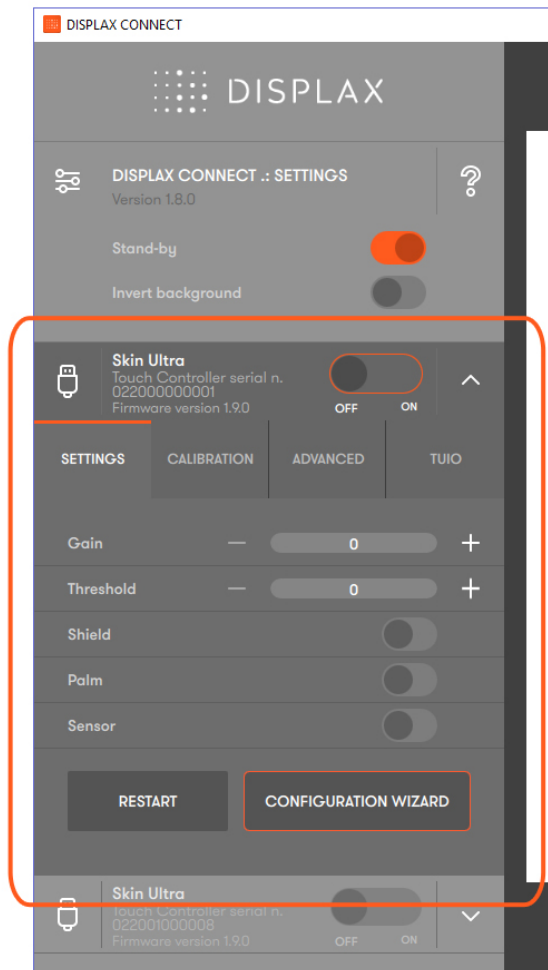 DISPLAX CONNECT
DISPLAX
DISPLAX CONNECT .: SETTINGS
Version 1.8.0
Stand-by
Invert background
Skin Ultra
Touch Controller serial n.
022000000001
Firmware version 1.9.0
OFF ON
SETTINGS CALIBRATION ADVANCED TUIO
Gain — 0 +
Threshold — 0 +
Shield
Palm
Sensor
RESTART CONFIGURATION WIZARD
Skin Ultra
Touch Controller serial n.
022001000008
Firmware version 1.9.0
OFF ON